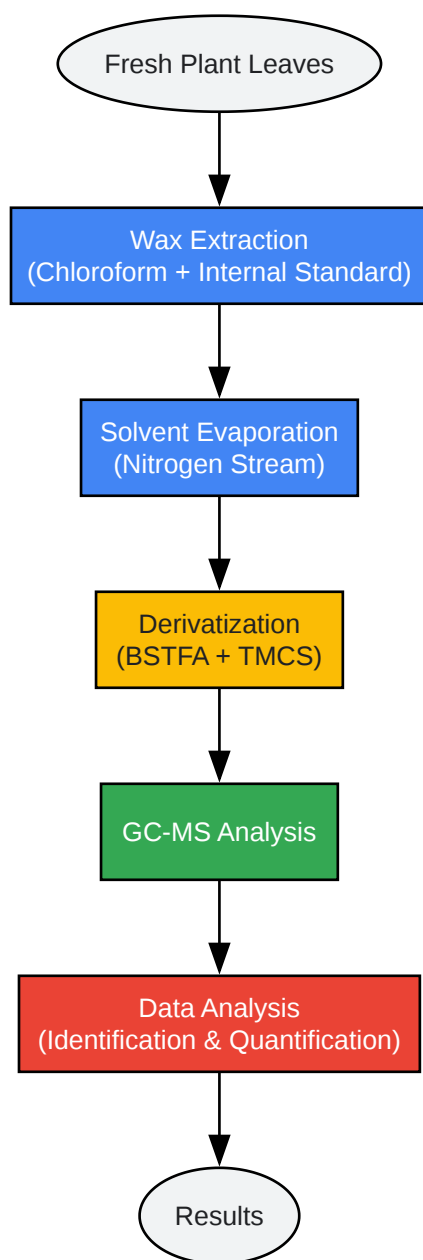 Fresh Plant Leaves
Wax Extraction
(Chloroform + Internal Standard)
Solvent Evaporation
(Nitrogen Stream)
Derivatization
(BSTFA + TMCS)
GC-MS Analysis
Data Analysis
(Identification & Quantification)
Results